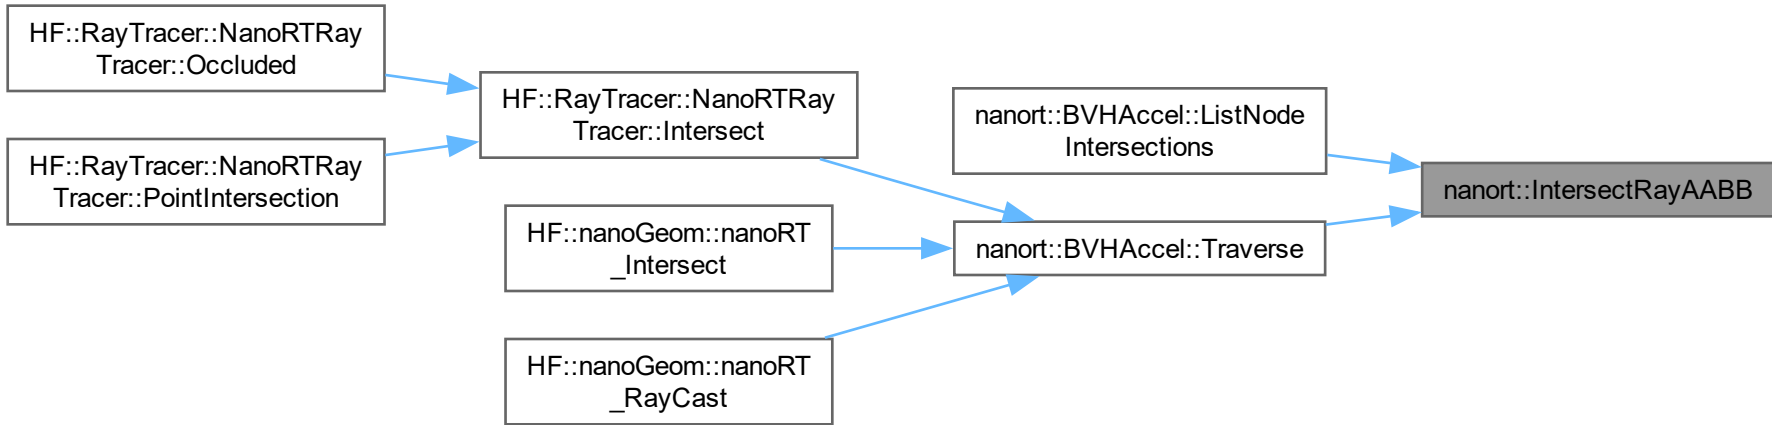 HF::RayTracer::NanoRTRay
Tracer::Occluded
HF::RayTracer::NanoRTRay
Tracer::PointIntersection
HF::RayTracer::NanoRTRay
Tracer::Intersect
HF::nanoGeom::nanoRT
_Intersect
HF::nanoGeom::nanoRT
_RayCast
nanort::BVHAccel::ListNode
Intersections
nanort::BVHAccel::Traverse
nanort::IntersectRayAABB